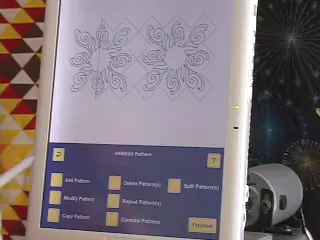 Add/Edit Pattern
?
Add Pattern
Delete Pattern(s)
Split Pattern(s)
Modify Pattern
Repeat Pattern(s)
Copy Pattern
Combine Patterns
Finished